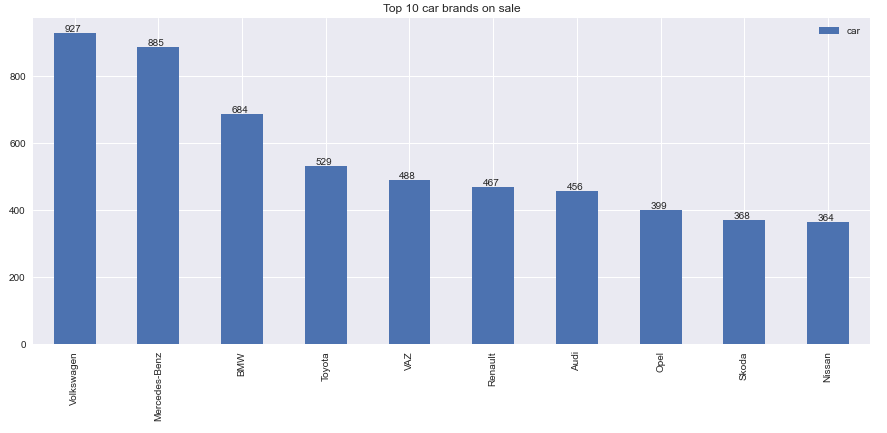 Top 10 car brands on sale
car
927
885
684
529
488
467
456
399
368
364
800
600
400
200
0
Volkswagen
Mercedes-Benz
BMW
Toyota
VAZ
Renault
Audi
Opel
Skoda
Nissan